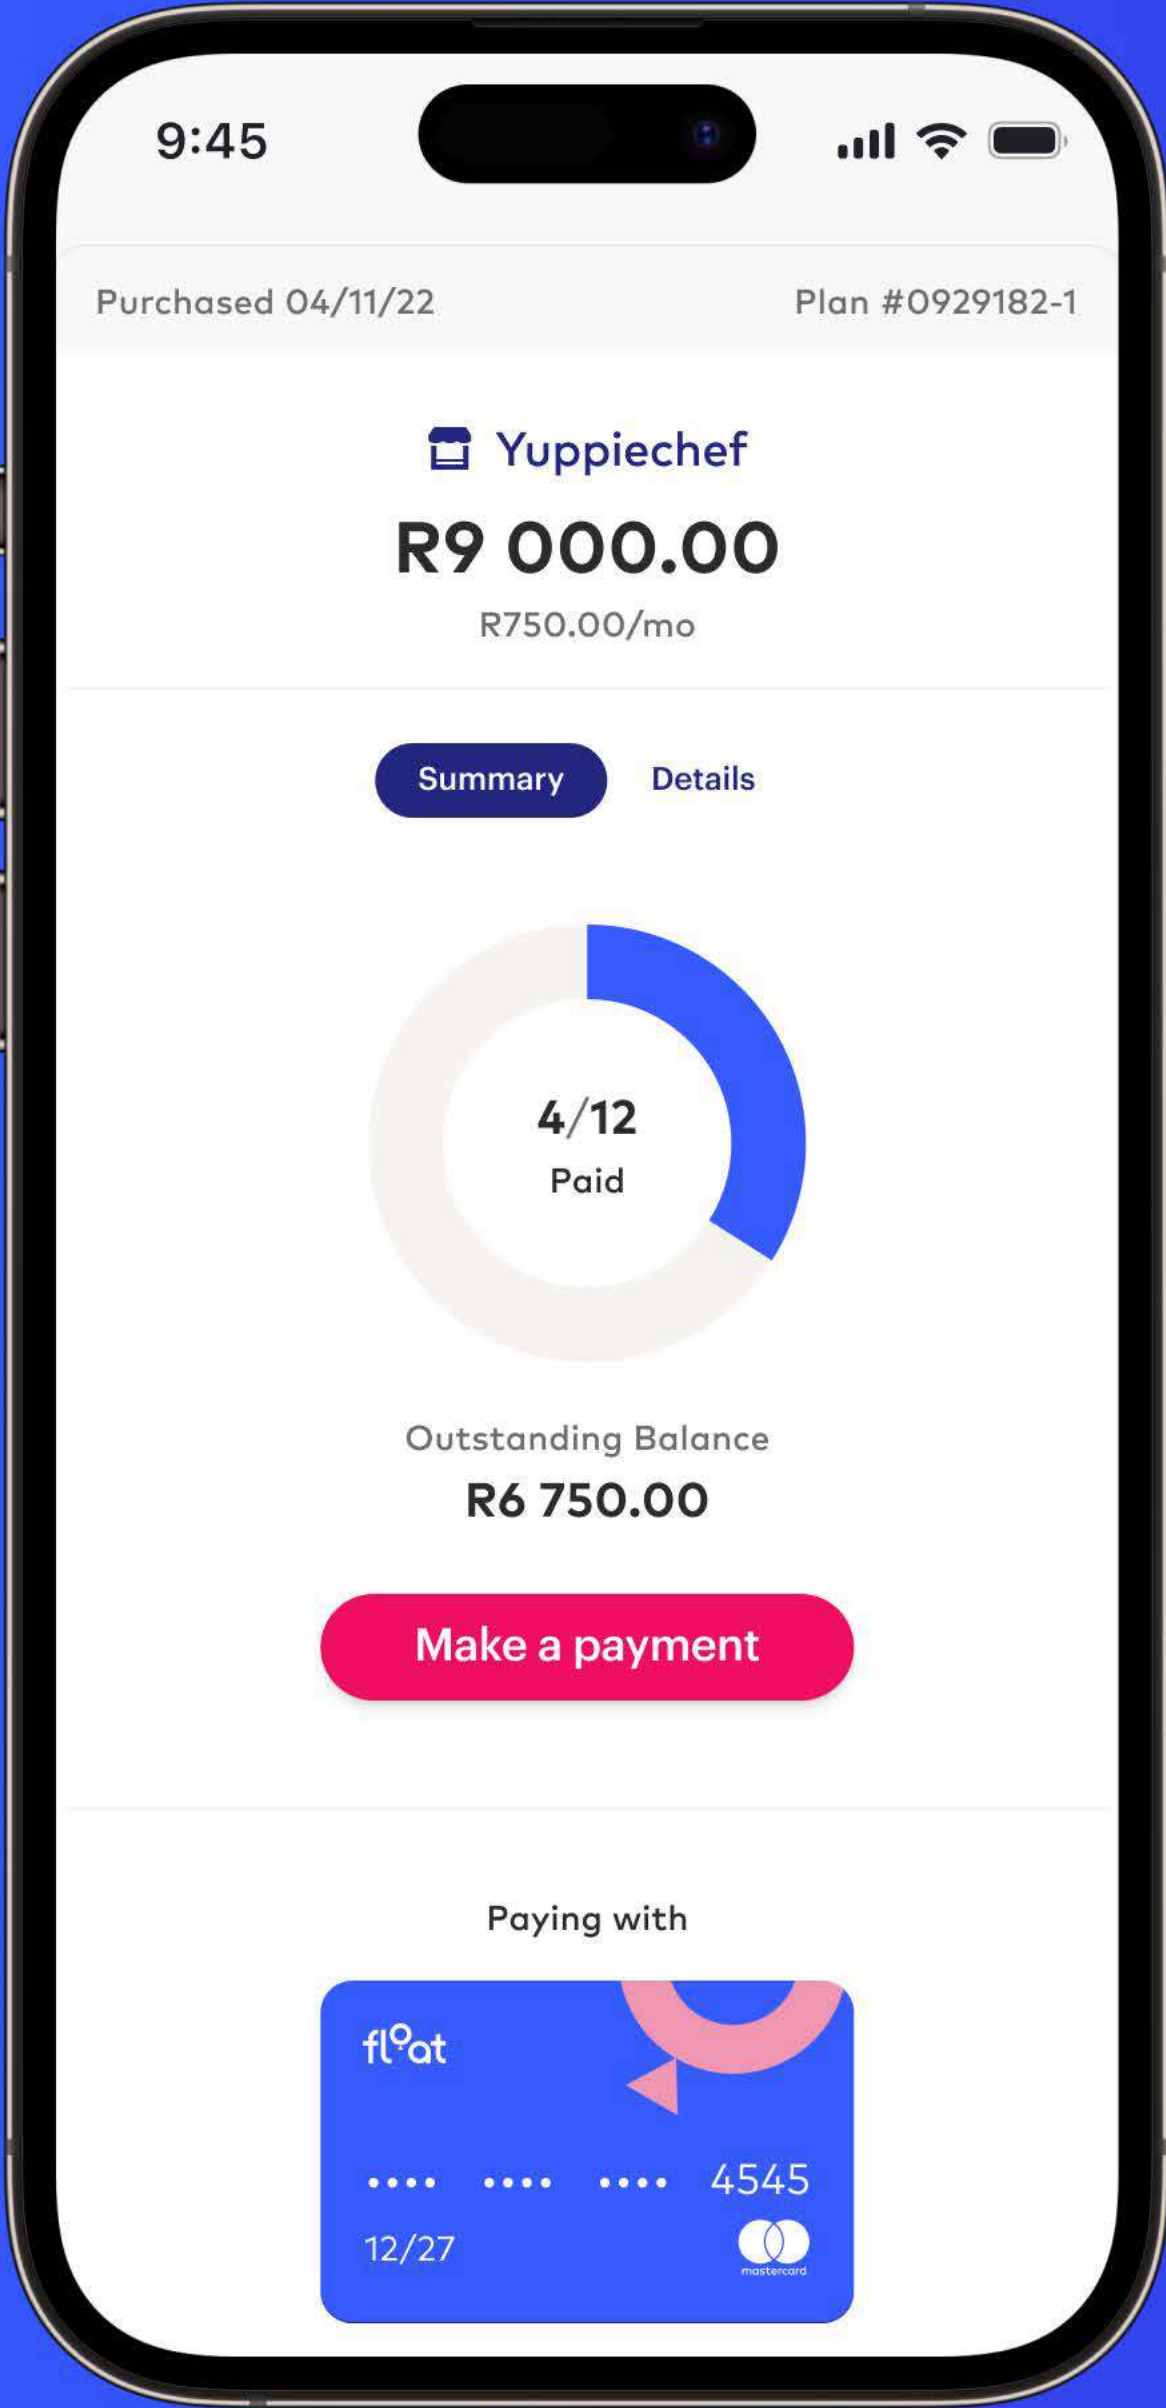 9:45
Purchased 04/11/22
Plan #0929182-1
Yuppiechef
R9 000.00
R750.00/mo
Summary
Details
4/12
Paid
Outstanding Balance
R6 750.00
Make a payment
Paying with
float
•••• •••• •••• 4545
12/27
mastercard